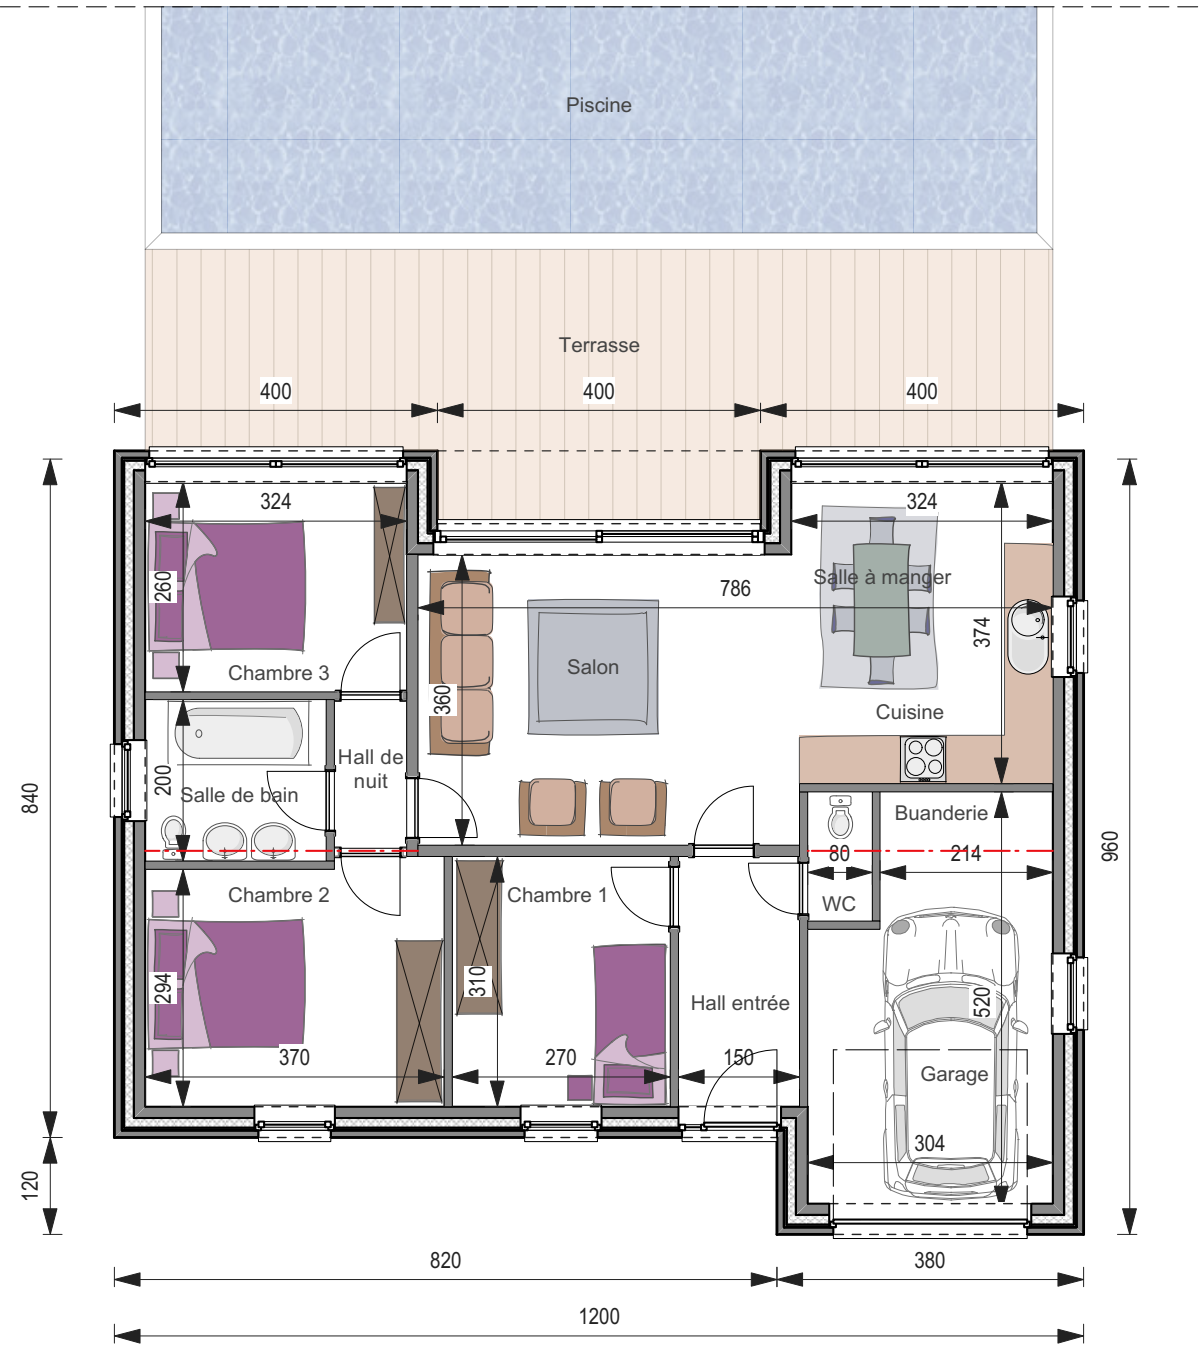 Piscine
Terrasse
400
400
400
324
324
260
786
Salle à manger
374
Salon
Chambre 3
360
Cuisine
Hall de
nuit
200
Salle de bain
840
Buanderie
960
80
214
Chambre 2
Chambre 1
WC
294
310
Hall entrée
520
370
270
150
Garage
304
120
820
380
1200